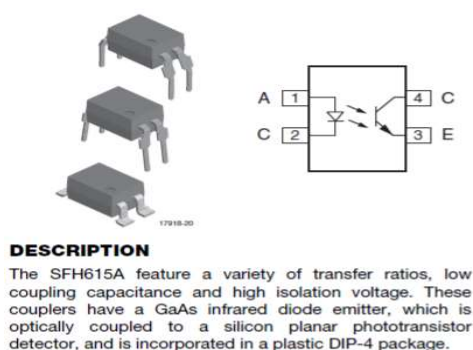 A 1 4 C
C 2 3 E
17918-20
DESCRIPTION
The SFH615A feature a variety of transfer ratios, low
coupling capacitance and high isolation voltage. These
couplers have a GaAs infrared diode emitter, which is
optically coupled to a silicon planar phototransistor
detector, and is incorporated in a plastic DIP-4 package.